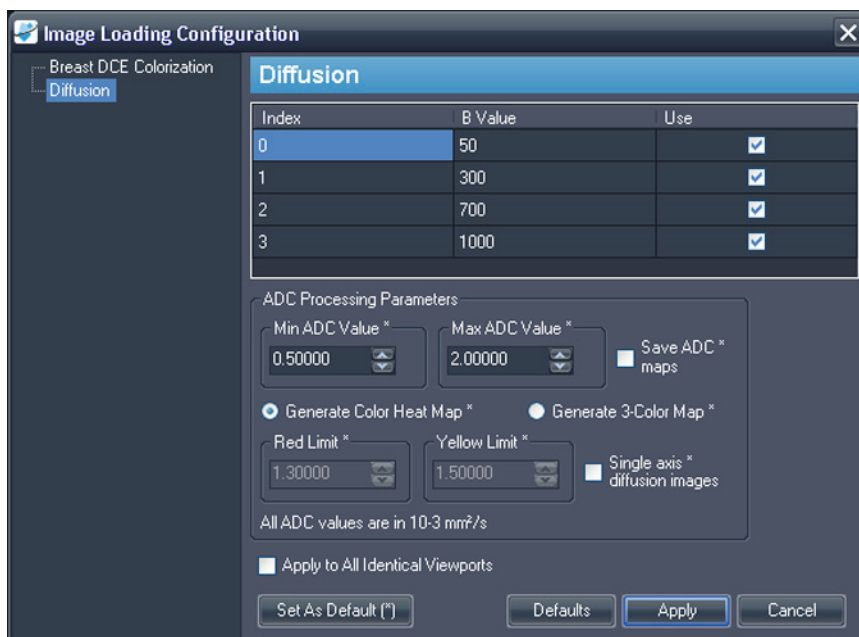 Image Loading Configuration
Breast DCE Colorization
Diffusion
Diffusion
Index B Value Use
0 50
1 300
2 700
3 1000
ADC Processing Parameters
Min ADC Value * Max ADC Value *
0.50000 2.00000 Save ADC *
maps
Generate Color Heat Map * Generate 3-Color Map *
Red Limit * Yellow Limit *
1.30000 1.50000 Single axis *
diffusion images
All ADC values are in 10-3 mm²/s
Apply to All Identical Viewports
Set As Default (*) Defaults Apply Cancel